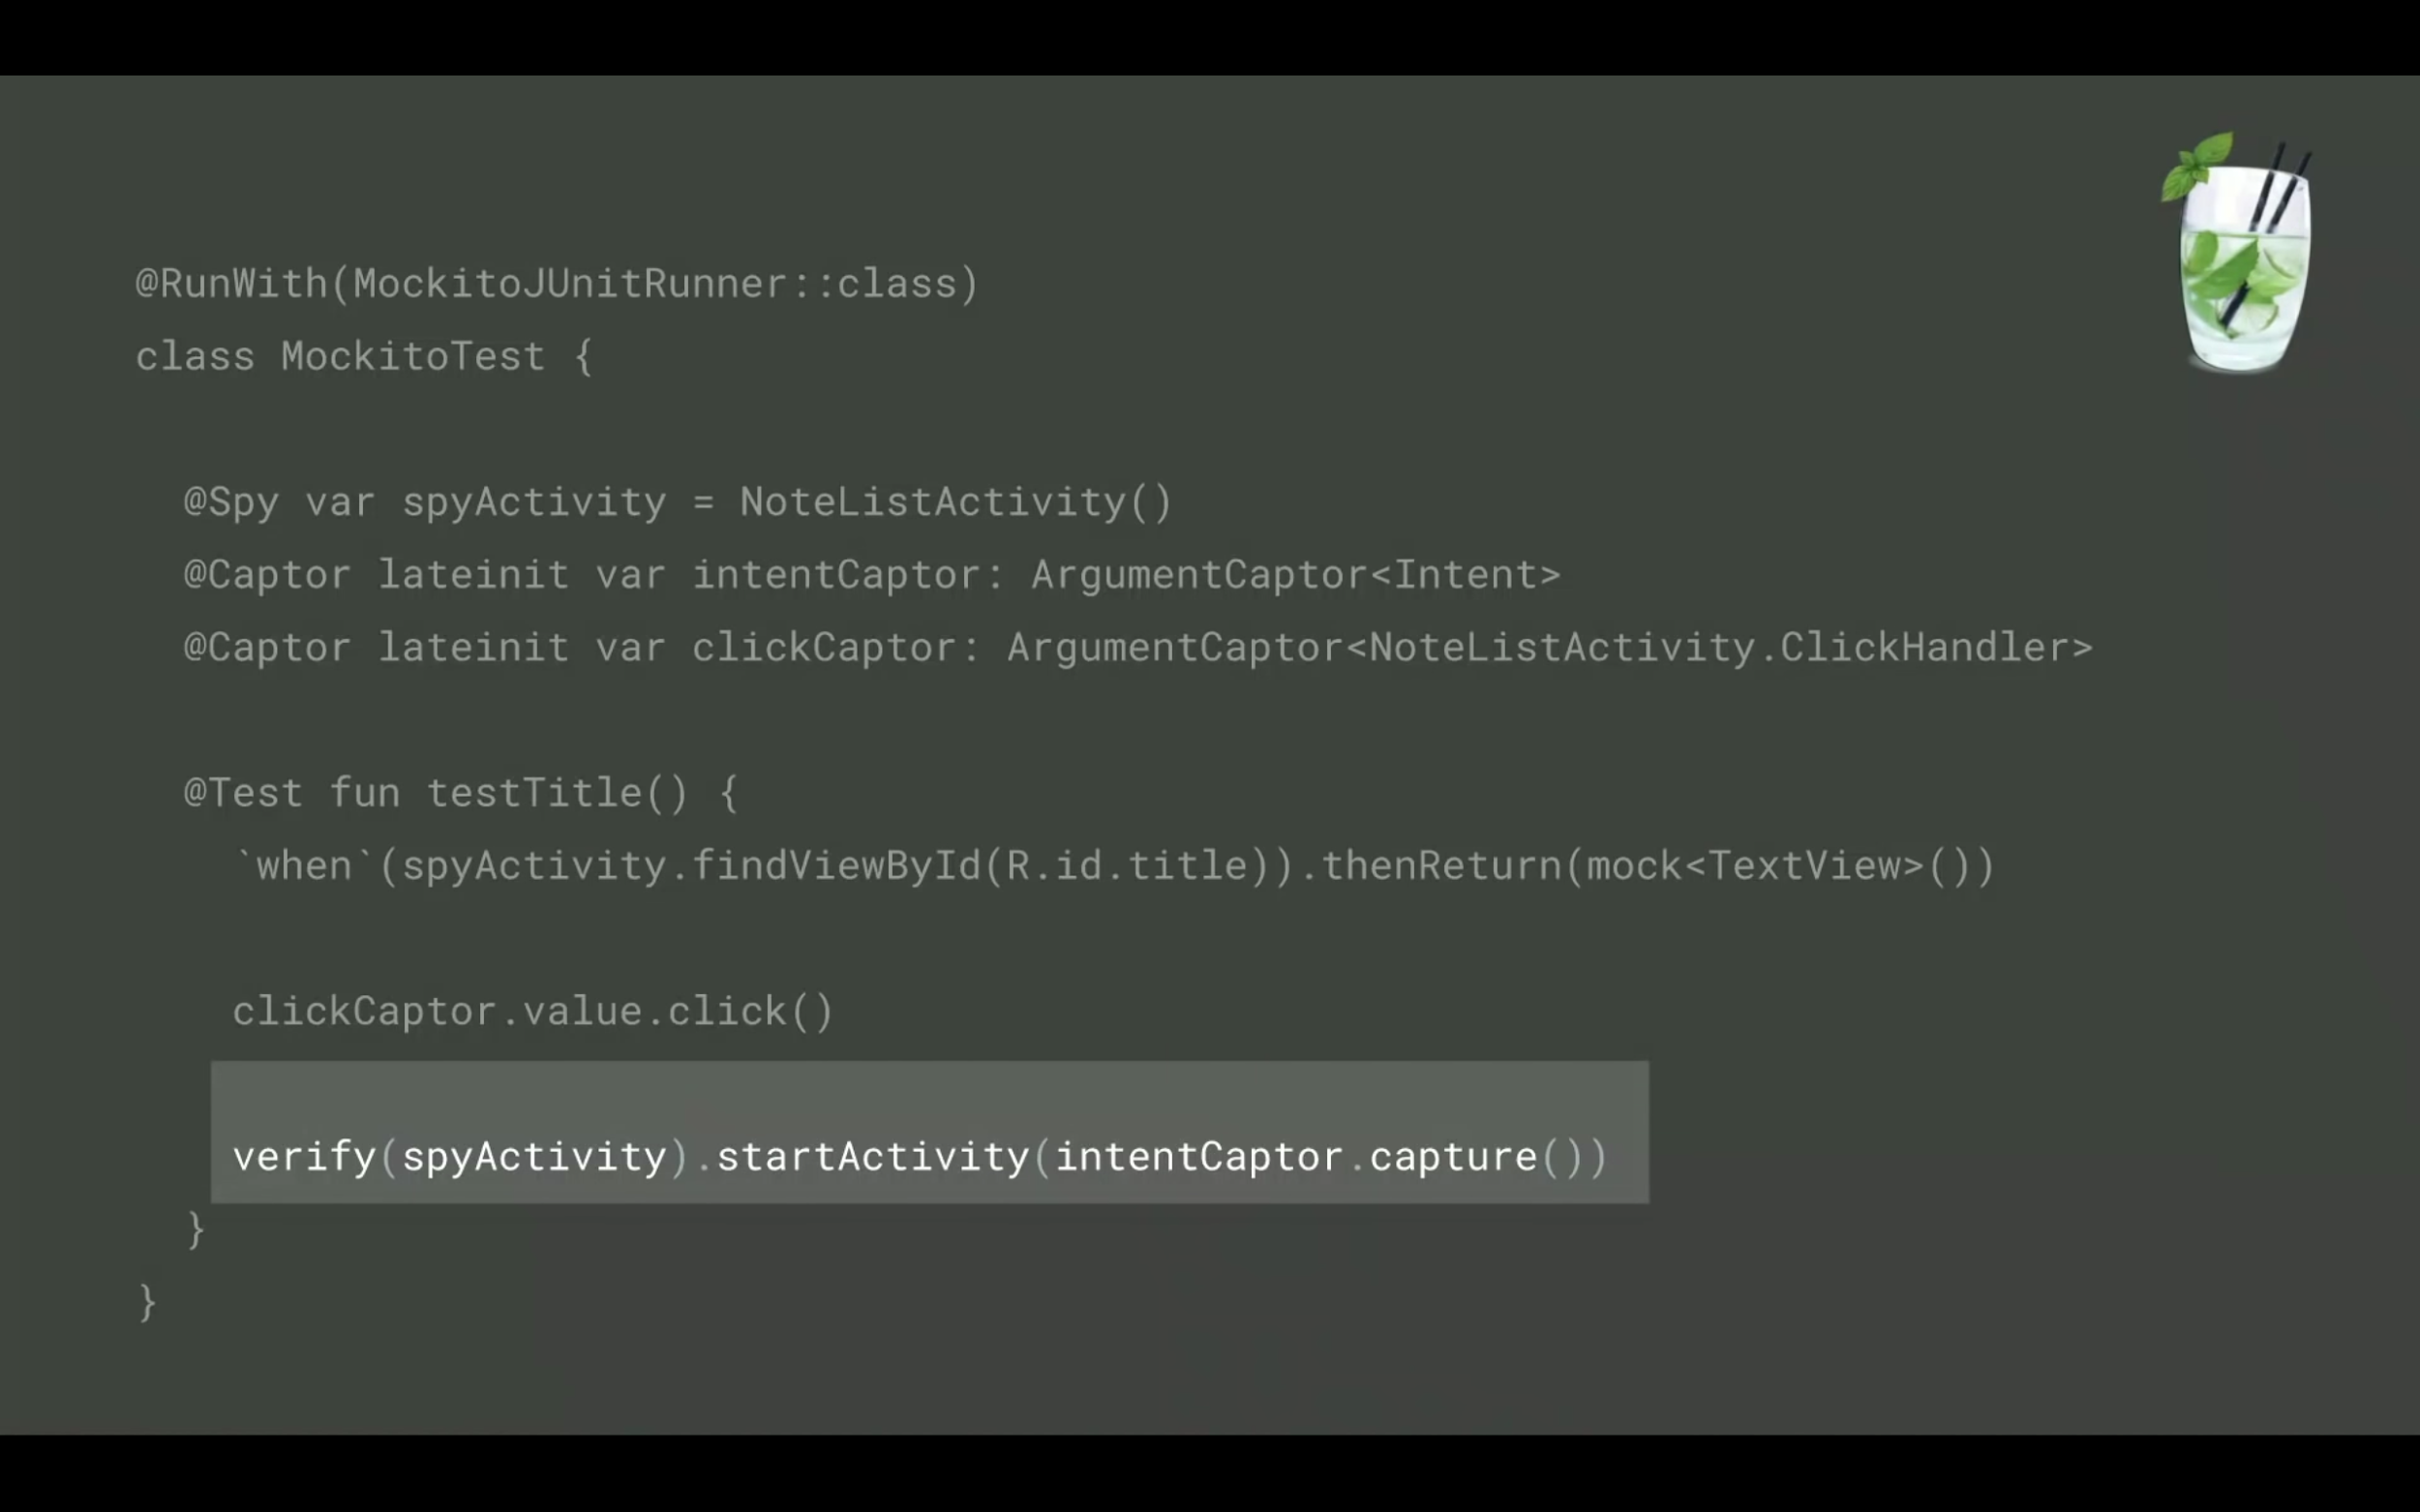 @RunWith(MockitoJUnitRunner::class)
class MockitoTest {
@Spy var spyActivity = NoteListActivity()
@Captor lateinit var intentCaptor: ArgumentCaptor<Intent>
@Captor lateinit var clickCaptor: ArgumentCaptor<NoteListActivity.ClickHandler>
@Test fun testTitle() {
`when`(spyActivity.findViewById(R.id.title)).thenReturn(mock<TextView>())
clickCaptor.value.click()
verify(spyActivity).startActivity(intentCaptor.capture())
}
}